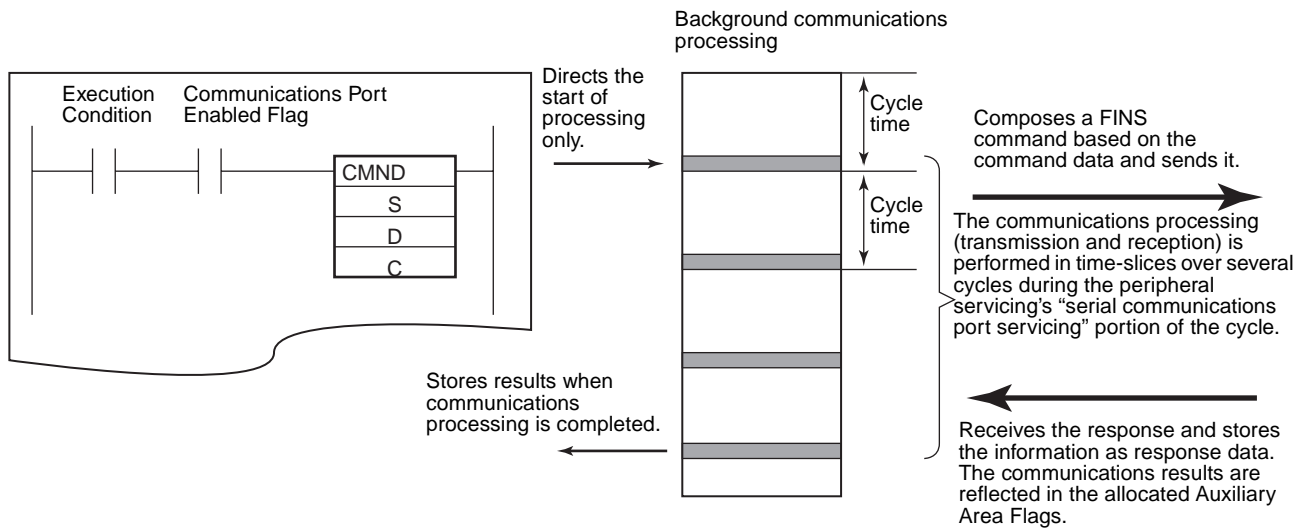 Background communications
processing
Execution
Condition
Communications Port
Enabled Flag
CMND
S
D
C
Directs the
start of
processing
only.
Cycle
time
Cycle
time
Composes a FINS
command based on the
command data and sends it.
The communications processing
(transmission and reception) is
performed in time-slices over several
cycles during the peripheral
servicing's “serial communications
port servicing” portion of the cycle.
Stores results when
communications
processing is completed.
Receives the response and stores
the information as response data.
The communications results are
reflected in the allocated Auxiliary
Area Flags.